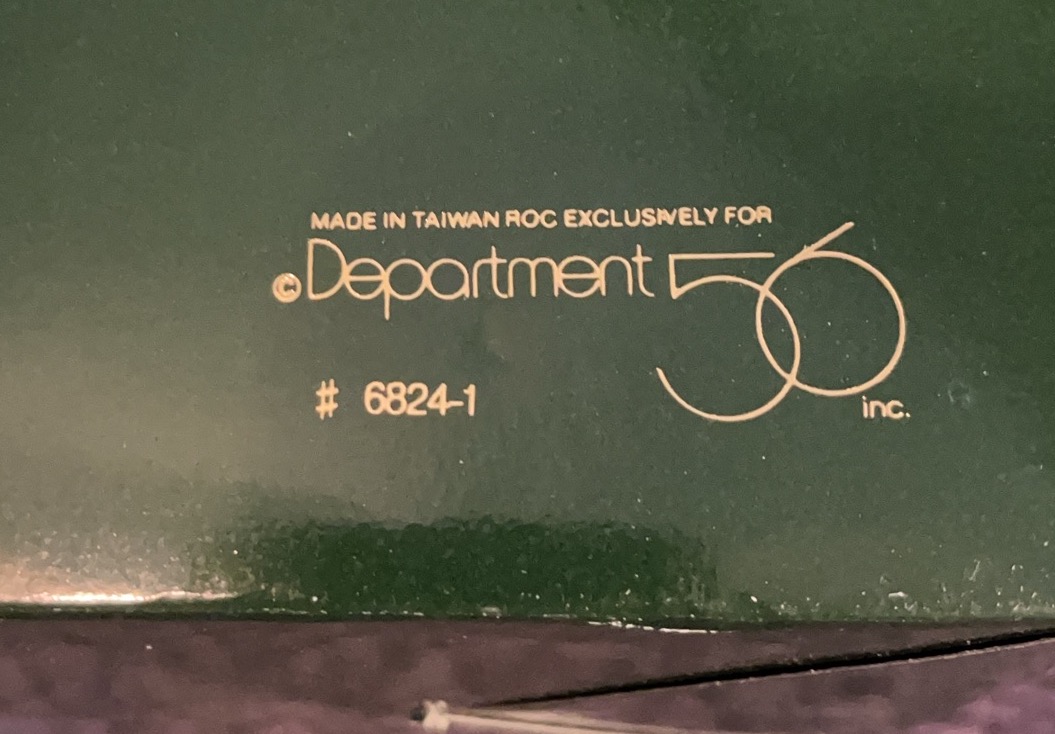 MADE IN TAIWAN ROC EXCLUSIVELY FOR
©Department 56
inc.
# 6824-1